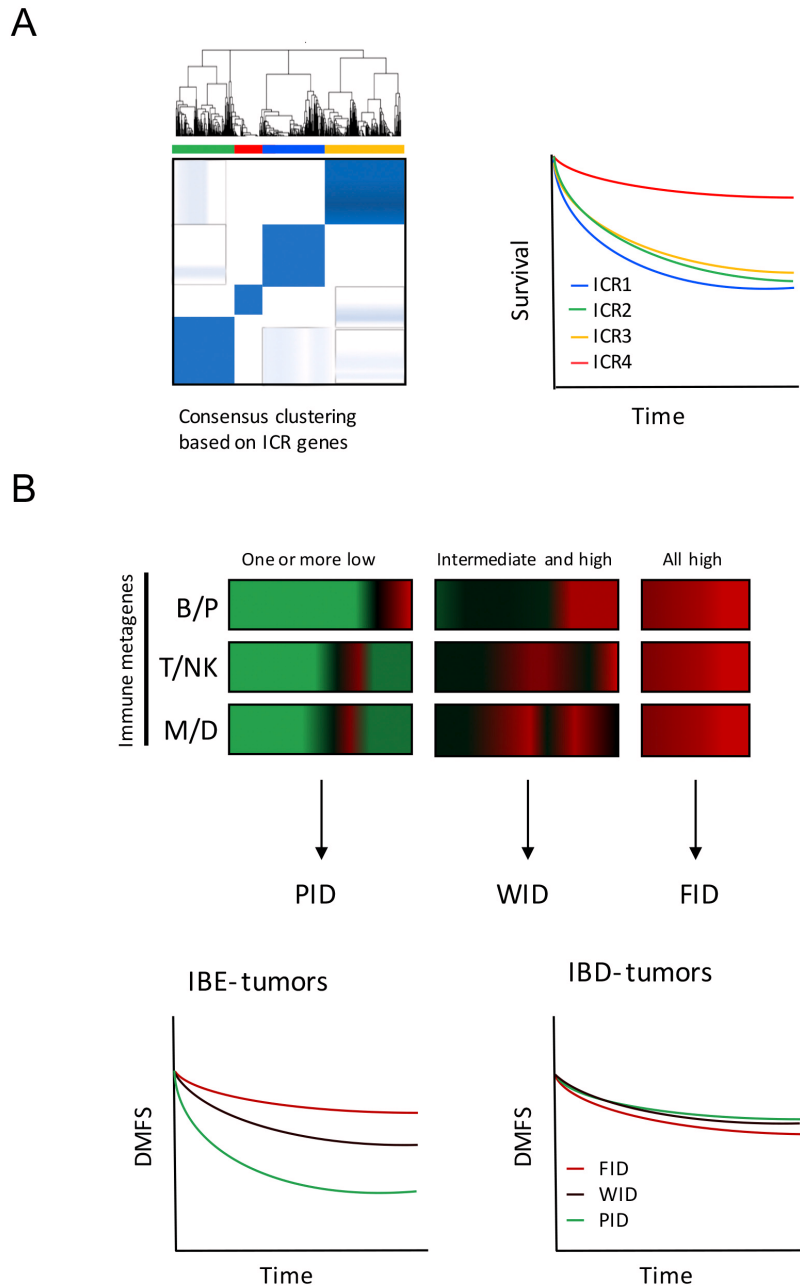 A
Consensus clustering
based on ICR genes
Survival
ICR1
ICR2
ICR3
ICR4
Time
B
Immune metagenes
One or more low
Intermediate and high
All high
B/P
T/NK
M/D
PID
WID
FID
IBE-tumors
DMFS
Time
IBD-tumors
DMFS
FID
WID
PID
Time